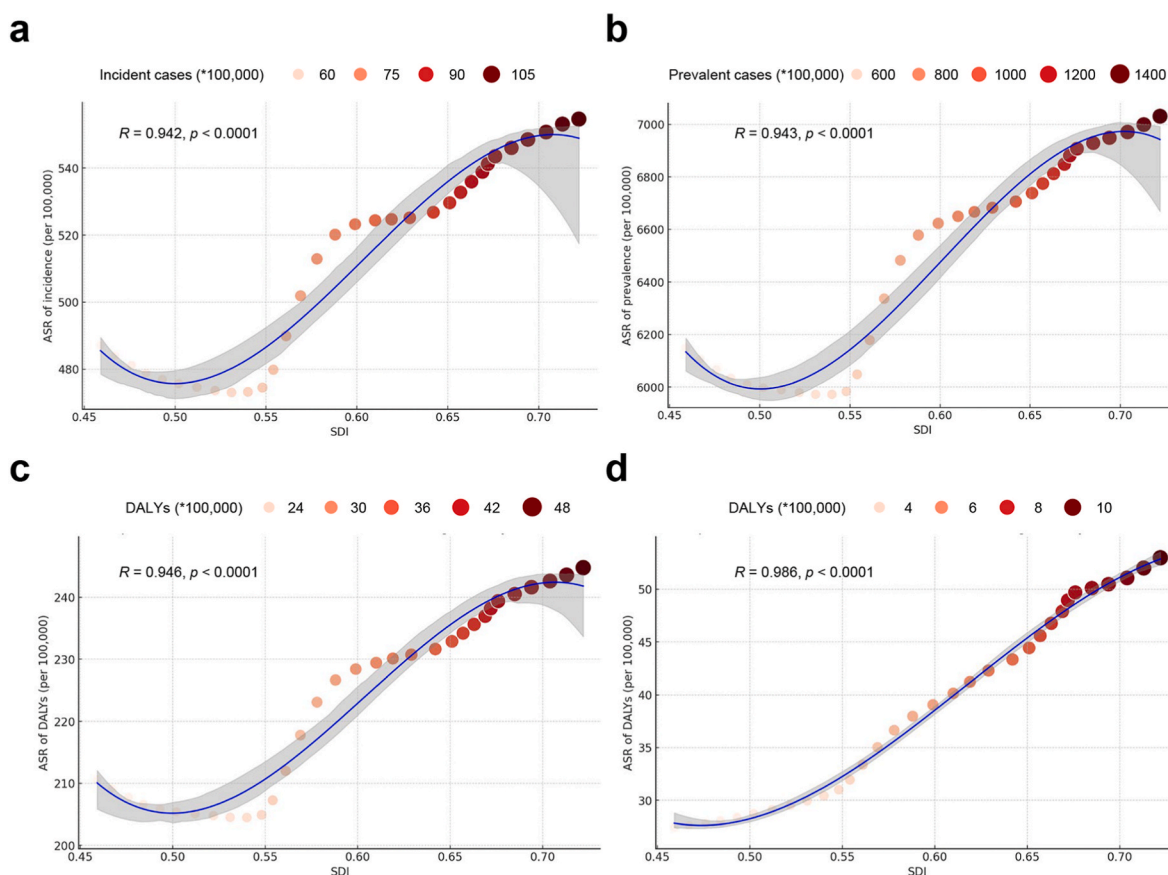 a
Incident cases (*100,000) 60 75 90 105
R = 0.942, p < 0.0001
ASR of incidence (per 100,000)
540
520
500
480
0.45 0.50 0.55 0.60 0.65 0.70
SDI
b
Prevalent cases (*100,000) 600 800 1000 1200 1400
R = 0.943, p < 0.0001
ASR of prevalence (per 100,000)
7000
6800
6600
6400
6200
6000
0.45 0.50 0.55 0.60 0.65 0.70
SDI
c
DALYs (*100,000) 24 30 36 42 48
R = 0.946, p < 0.0001
ASR of DALYs (per 100,000)
240
230
220
210
200
0.45 0.50 0.55 0.60 0.65 0.70
SDI
d
DALYs (*100,000) 4 6 8 10
R = 0.986, p < 0.0001
ASR of DALYs (per 100,000)
50
45
40
35
30
0.45 0.50 0.55 0.60 0.65 0.70
SDI